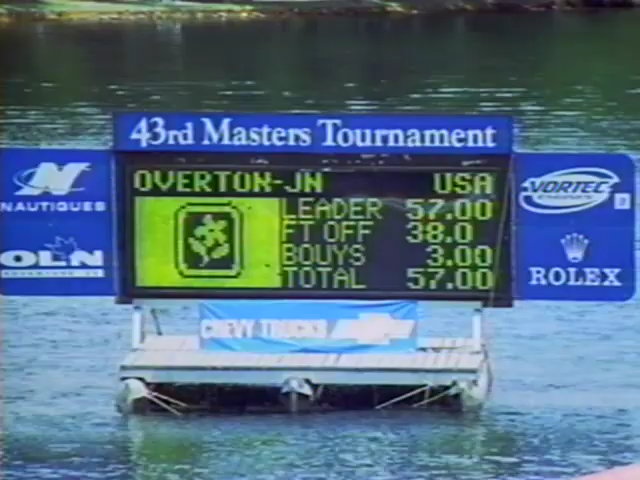 43rd Masters Tournament
NAUTIQUES
OLN
OVERTON-JN USA
LEADER 57.00
FT OFF 38.0
BOUYS 3.00
TOTAL 57.00
VORTEC
ROLEX
CHEVY TRUCKS